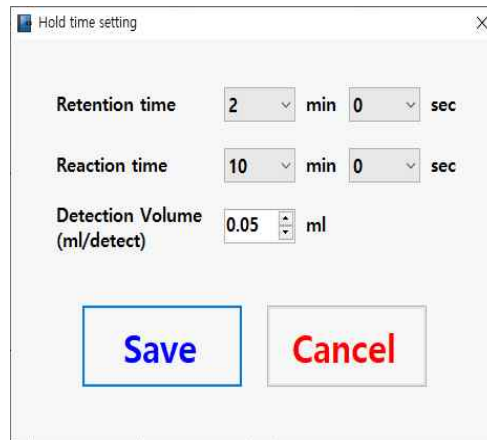 Hold time setting
Retention time 2 min 0 sec
Reaction time 10 min 0 sec
Detection Volume
(ml/detect) 0.05 ml
Save Cancel